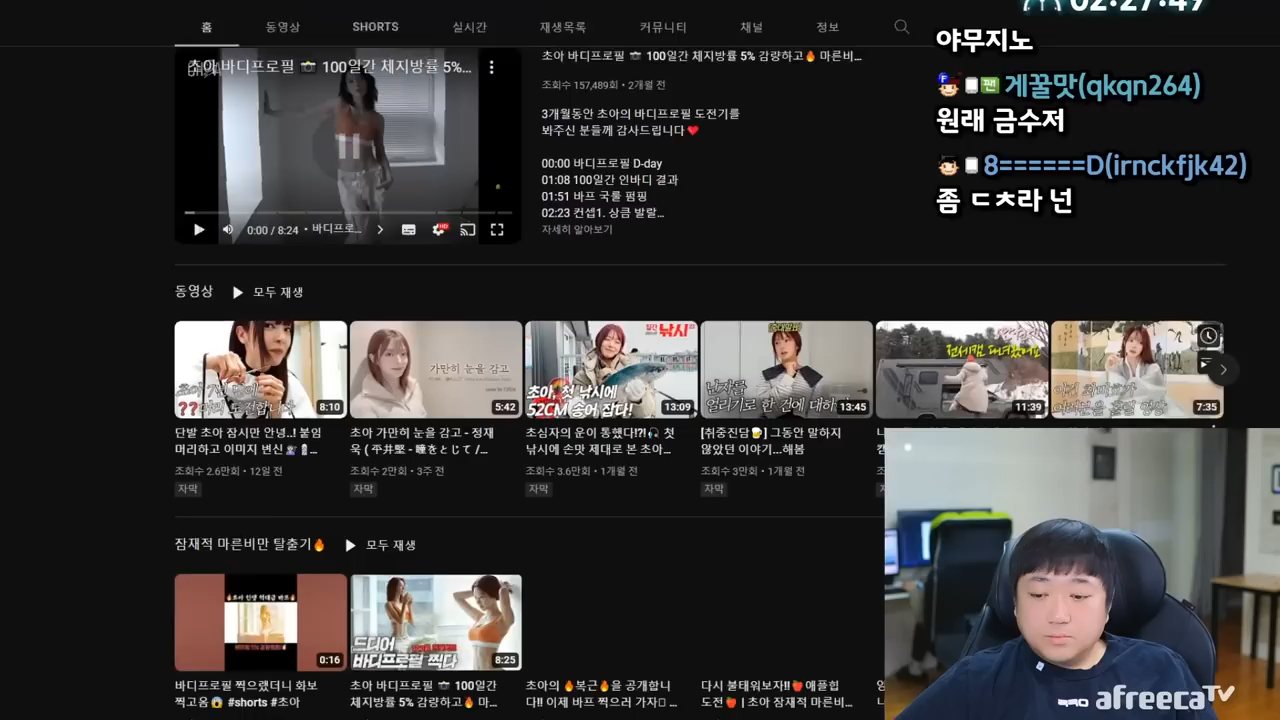 02:27:49
홈 동영상 SHORTS 실시간 재생목록 커뮤니티 채널 정보
야무지노
게꿀맛(qkqn264)
원래 금수저
8======D(irnckfjk42)
좀 ㄷㅊ라 넌
초아 바디프로필 📸 100일간 체지방률 5%...
0:00 / 8:24 • 바디프로...
초아 바디프로필 📸 100일간 체지방률 5% 감량하고🔥 마른비...
조회수 157,489회 • 2개월 전
3개월동안 초아의 바디프로필 도전기를
봐주신 분들께 감사드립니다❤️
00:00 바디프로필 D-day
01:08 100일간 인바디 결과
01:51 바프 국룰 펌핑
02:23 컨셉1. 상큼 발랄...
자세히 알아보기
동영상 ▶ 모두 재생
8:10
가만히 눈을 감고
5:42
초아, 첫 낚시에
52CM 송어 잡다!
13:09
13:45
11:39
7:35
단발 초아 잠시만 안녕..! 붙임
머리하고 이미지 변신
조회수 2.6만회 • 12일 전
자막
초아 가만히 눈을 감고 - 정재
욱 ( 平井堅 - 瞳をとじて /...
조회수 2만회 • 3주 전
자막
초심자의 운이 통했다!?!🎧 첫
낚시에 손맛 제대로 본 초아...
조회수 3.6만회 • 1개월 전
자막
[취중진담🍺] 그동안 말하지
않았던 이야기...해봄
조회수 3만회 • 1개월 전
자막
잠재적 마른비만 탈출기🔥 ▶ 모두 재생
0:16
드디어
바디프로필 찍다
8:25
바디프로필 찍으랬더니 화보
찍고옴😱 #shorts #초아
초아 바디프로필 📸 100일간
체지방률 5% 감량하고🔥 마...
초아의 🔥복근🔥을 공개합니
다!! 이제 바프 찍으러 가자 ...
다시 불태워보자!!🍎애플힙
도전🍎 | 초아 잠재적 마른비...
afreecaTV